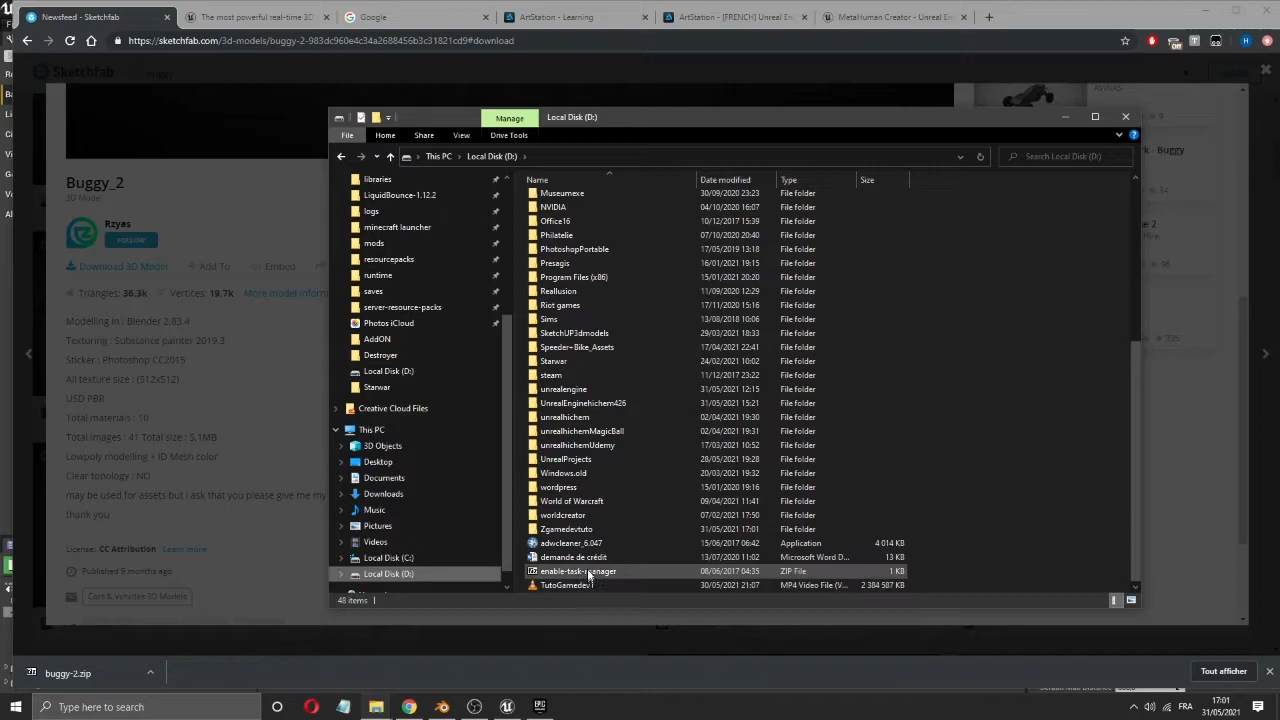 Newsfeed - Sketchfab
The most powerful real-time 3D
Google
ArtStation - Learning
ArtStation - [FRENCH] Unreal En
MetaHuman Creator - Unreal En
https://sketchfab.com/3d-models/buggy-2-983dc960e4c34a2688456b3c31821cd9#download
Off
H
Sketchfab
buggy
Buggy_2
3D Model
Rzyas
FOLLOW
Download 3D Model
Add To
Embed
Triangles: 36.3k
Vertices: 19.7k
More model inform
Modelling in : Blender 2.83.4
Texturing : Substance painter 2019.3
Sticker : Photoshop CC2015
All texture size : (512x512)
USD PBR
Total materials : 10
Total images : 41 Total size : 5,1MB
Lowpoly modelling + ID Mesh color
Clear topology : NO
may be used for assets but i ask that you please give me my
thank you
License: CC Attribution Learn more
Published 9 months ago
Cars & Vehicles 3D Models
Manage
Local Disk (D:)
File
Home
Share
View
Drive Tools
This PC
Local Disk (D:)
Search Local Disk (D:)
libraries
LiquidBounce-1.12.2
logs
minecraft launcher
mods
resourcepacks
runtime
saves
server-resource-packs
Photos iCloud
AddON
Destroyer
Local Disk (D:)
Starwar
Creative Cloud Files
This PC
3D Objects
Desktop
Documents
Downloads
Music
Pictures
Videos
Local Disk (C:)
Local Disk (D:)
Name Date modified Type Size
Museumexe 30/09/2020 23:23 File folder
NVIDIA 04/10/2020 16:07 File folder
Office16 10/12/2017 15:39 File folder
Philatelie 07/10/2020 20:40 File folder
PhotoshopPortable 17/05/2019 13:18 File folder
Presagis 16/01/2021 19:15 File folder
Program Files (x86) 15/01/2021 20:20 File folder
Reallusion 11/09/2020 12:29 File folder
Riot games 17/11/2020 15:16 File folder
Sims 13/08/2018 10:06 File folder
SketchUP3dmodels 29/03/2021 18:33 File folder
Speeder+Bike_Assets 17/04/2021 22:41 File folder
Starwar 24/02/2021 10:02 File folder
steam 11/12/2017 23:22 File folder
unrealengine 31/05/2021 12:15 File folder
UnrealEnginehichem426 31/05/2021 15:21 File folder
unrealhichem 02/04/2021 19:30 File folder
unrealhichemMagicBall 02/04/2021 19:31 File folder
unrealhichemUdemy 17/03/2021 10:52 File folder
UnrealProjects 28/05/2021 19:28 File folder
Windows.old 20/03/2021 19:32 File folder
wordpress 15/01/2020 19:16 File folder
World of Warcraft 09/04/2021 11:41 File folder
worldcreator 07/02/2021 17:50 File folder
Zgamedevtuto 31/05/2021 17:01 File folder
adwcleaner_6.047 15/06/2017 06:42 Application 4 014 KB
demande de crédit 13/07/2020 11:02 Microsoft Word D... 13 KB
enable-task-manager 08/06/2017 04:35 ZIP File 1 KB
TutoGamedev1 30/05/2021 21:07 MP4 Video File (V... 2 384 587 KB
48 items
AVINAS
buggy-2.zip
Tout afficher
Type here to search
FRA
17:01
31/05/2021